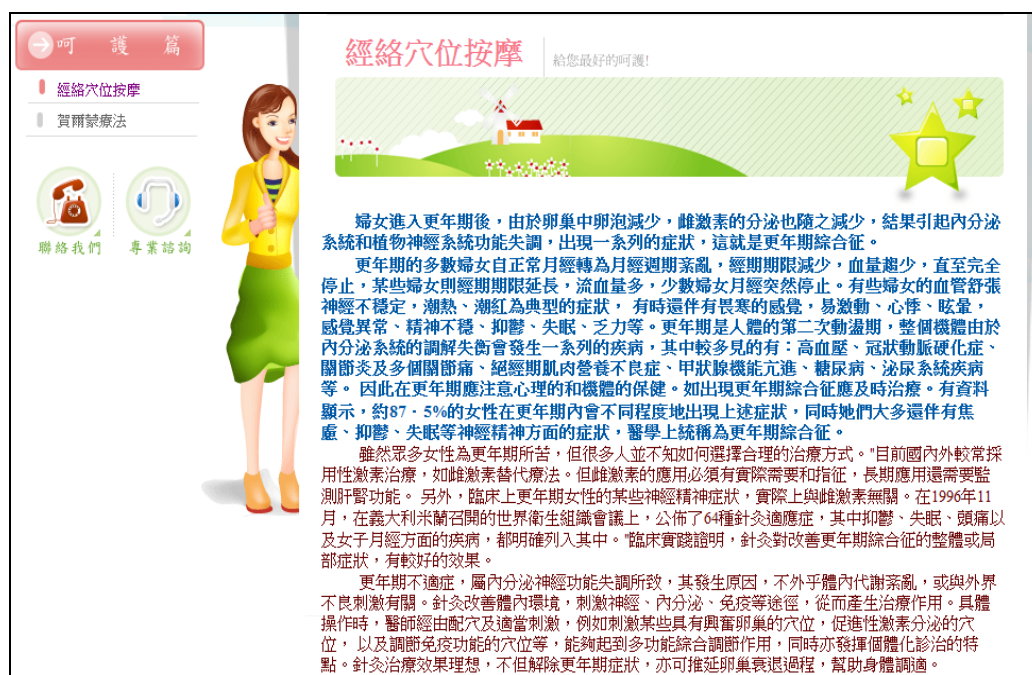 呵護篇
經絡穴位按摩
賀爾蒙療法
聯絡我們
專業諮詢
經絡穴位按摩
給您最好的呵護!
婦女進入更年期後，由於卵巢中卵泡減少，雌激素的分泌也隨之減少，結果引起內分泌
系統和植物神經系統功能失調，出現一系列的症狀，這就是更年期綜合征。
更年期的多數婦女自正常月經轉為月經週期紊亂，經期期限減少，血量趨少，直至完全
停止，某些婦女則經期期限延長，流血量多，少數婦女月經突然停止。有些婦女的血管舒張
神經不穩定，潮熱、潮紅為典型的症狀， 有時還伴有畏寒的感覺，易激動、心悸、眩暈，
感覺異常、精神不穩、抑鬱、失眠、乏力等。更年期是人體的第二次動盪期，整個機體由於
內分泌系統的調解失衡會發生一系列的疾病，其中較多見的有：高血壓、冠狀動脈硬化症、
關節炎及多個關節痛、絕經期肌肉營養不良症、甲狀腺機能亢進、糖尿病、泌尿系統疾病
等。 因此在更年期應注意心理的和機體的保健。如出現更年期綜合征應及時治療。有資料
顯示，約87‧5%的女性在更年期內會不同程度地出現上述症狀，同時她們大多還伴有焦
慮、抑鬱、失眠等神經精神方面的症狀，醫學上統稱為更年期綜合征。
雖然眾多女性為更年期所苦，但很多人並不知如何選擇合理的治療方式。"目前國內外較常採
用性激素治療，如雌激素替代療法。但雌激素的應用必須有實際需要和指征，長期應用還需要監
測肝腎功能。 另外，臨床上更年期女性的某些神經精神症狀，實際上與雌激素無關。在1996年11
月，在義大利米蘭召開的世界衛生組織會議上，公佈了64種針灸適應症，其中抑鬱、失眠、頭痛以
及女子月經方面的疾病，都明確列入其中。"臨床實踐證明，針灸對改善更年期綜合征的整體或局
部症狀，有較好的效果。
更年期不適症，屬內分泌神經功能失調所致，其發生原因，不外乎體內代謝紊亂，或與外界
不良刺激有關。針灸改善體內環境，刺激神經、內分泌、免疫等途徑，從而產生治療作用。具體
操作時，醫師經由配穴及適當刺激，例如刺激某些具有興奮卵巢的穴位，促進性激素分泌的穴
位， 以及調節免疫功能的穴位等，能夠起到多功能綜合調節作用，同時亦發揮個體化診治的特
點。針灸治療效果理想，不但解除更年期症狀，亦可推延卵巢衰退過程，幫助身體調適。